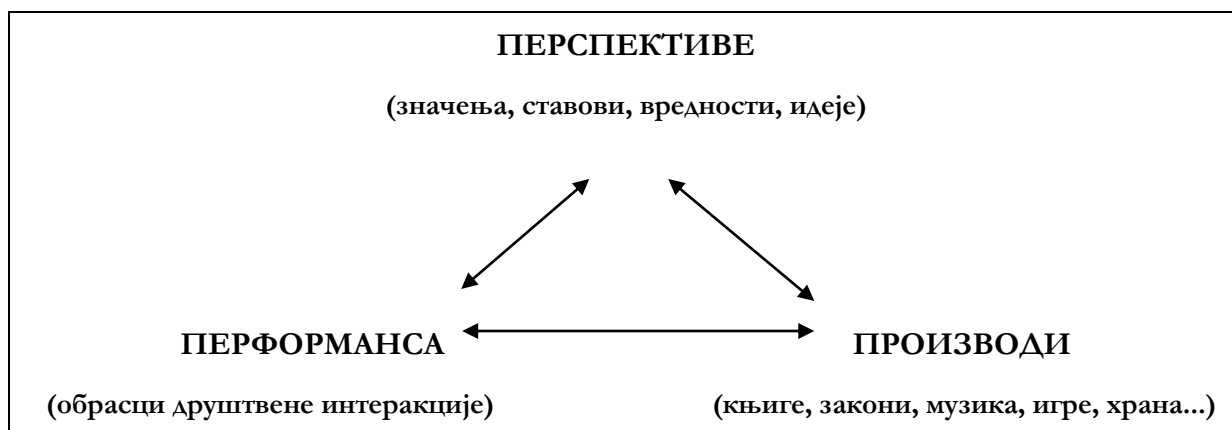 ПЕРСПЕКТИВЕ
(значења, ставови, вредности, идеје)
ПЕРФОРМАНСА
ПРОИЗВОДИ
(обрасци друштвене интеракције)
(књиге, закони, музика, игре, храна...)